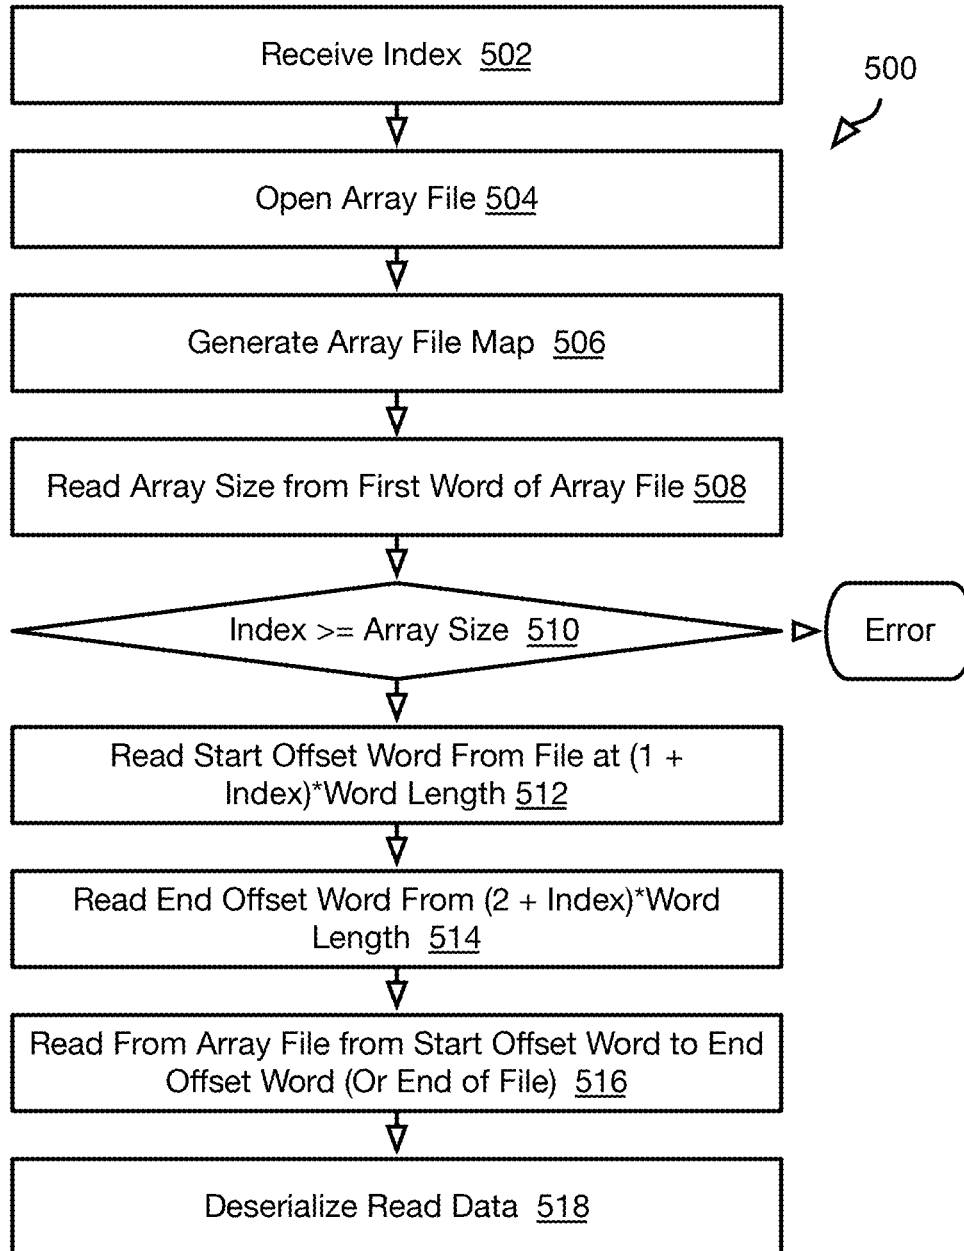 Receive Index 502
500
Open Array File 504
Generate Array File Map 506
Read Array Size from First Word of Array File 508
Index >= Array Size 510
Error
Read Start Offset Word From File at (1 +
Index)*Word Length 512
Read End Offset Word From (2 + Index)*Word
Length 514
Read From Array File from Start Offset Word to End
Offset Word (Or End of File) 516
Deserialize Read Data 518